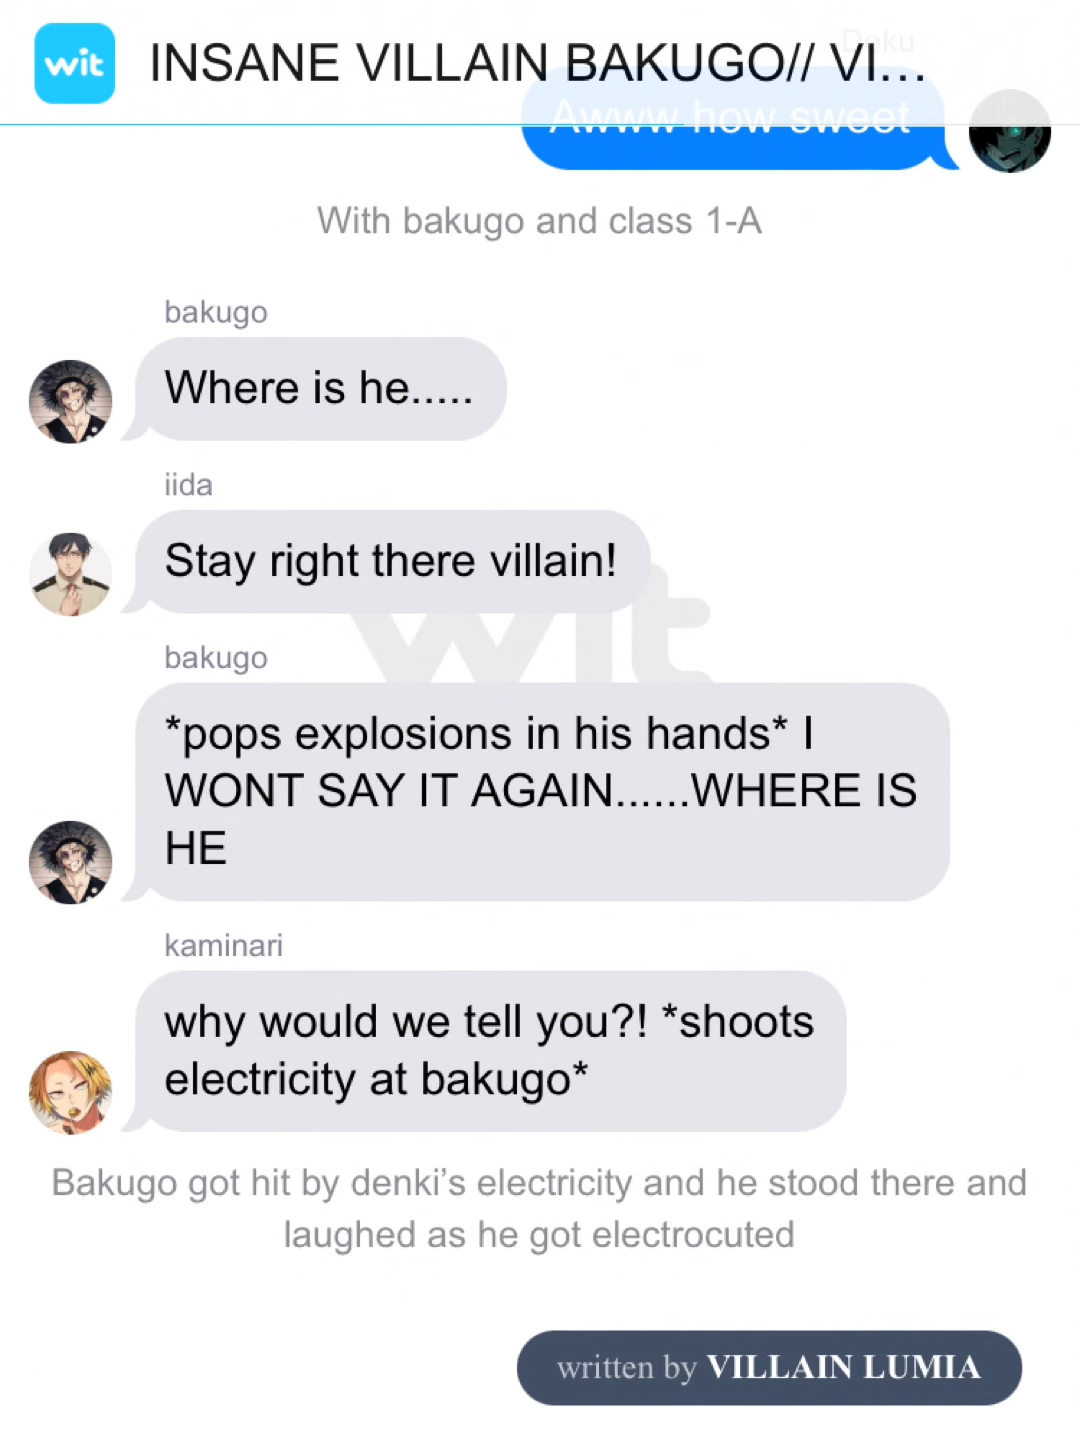 wit
INSANE VILLAIN BAKUGO// VI...
Deku
Awww how sweet
With bakugo and class 1-A
bakugo
Where is he.....
iida
Stay right there villain!
wit
bakugo
*pops explosions in his hands* I
WONT SAY IT AGAIN......WHERE IS
HE
kaminari
why would we tell you?! *shoots
electricity at bakugo*
Bakugo got hit by denki’s electricity and he stood there and
laughed as he got electrocuted
written by VILLAIN LUMIA